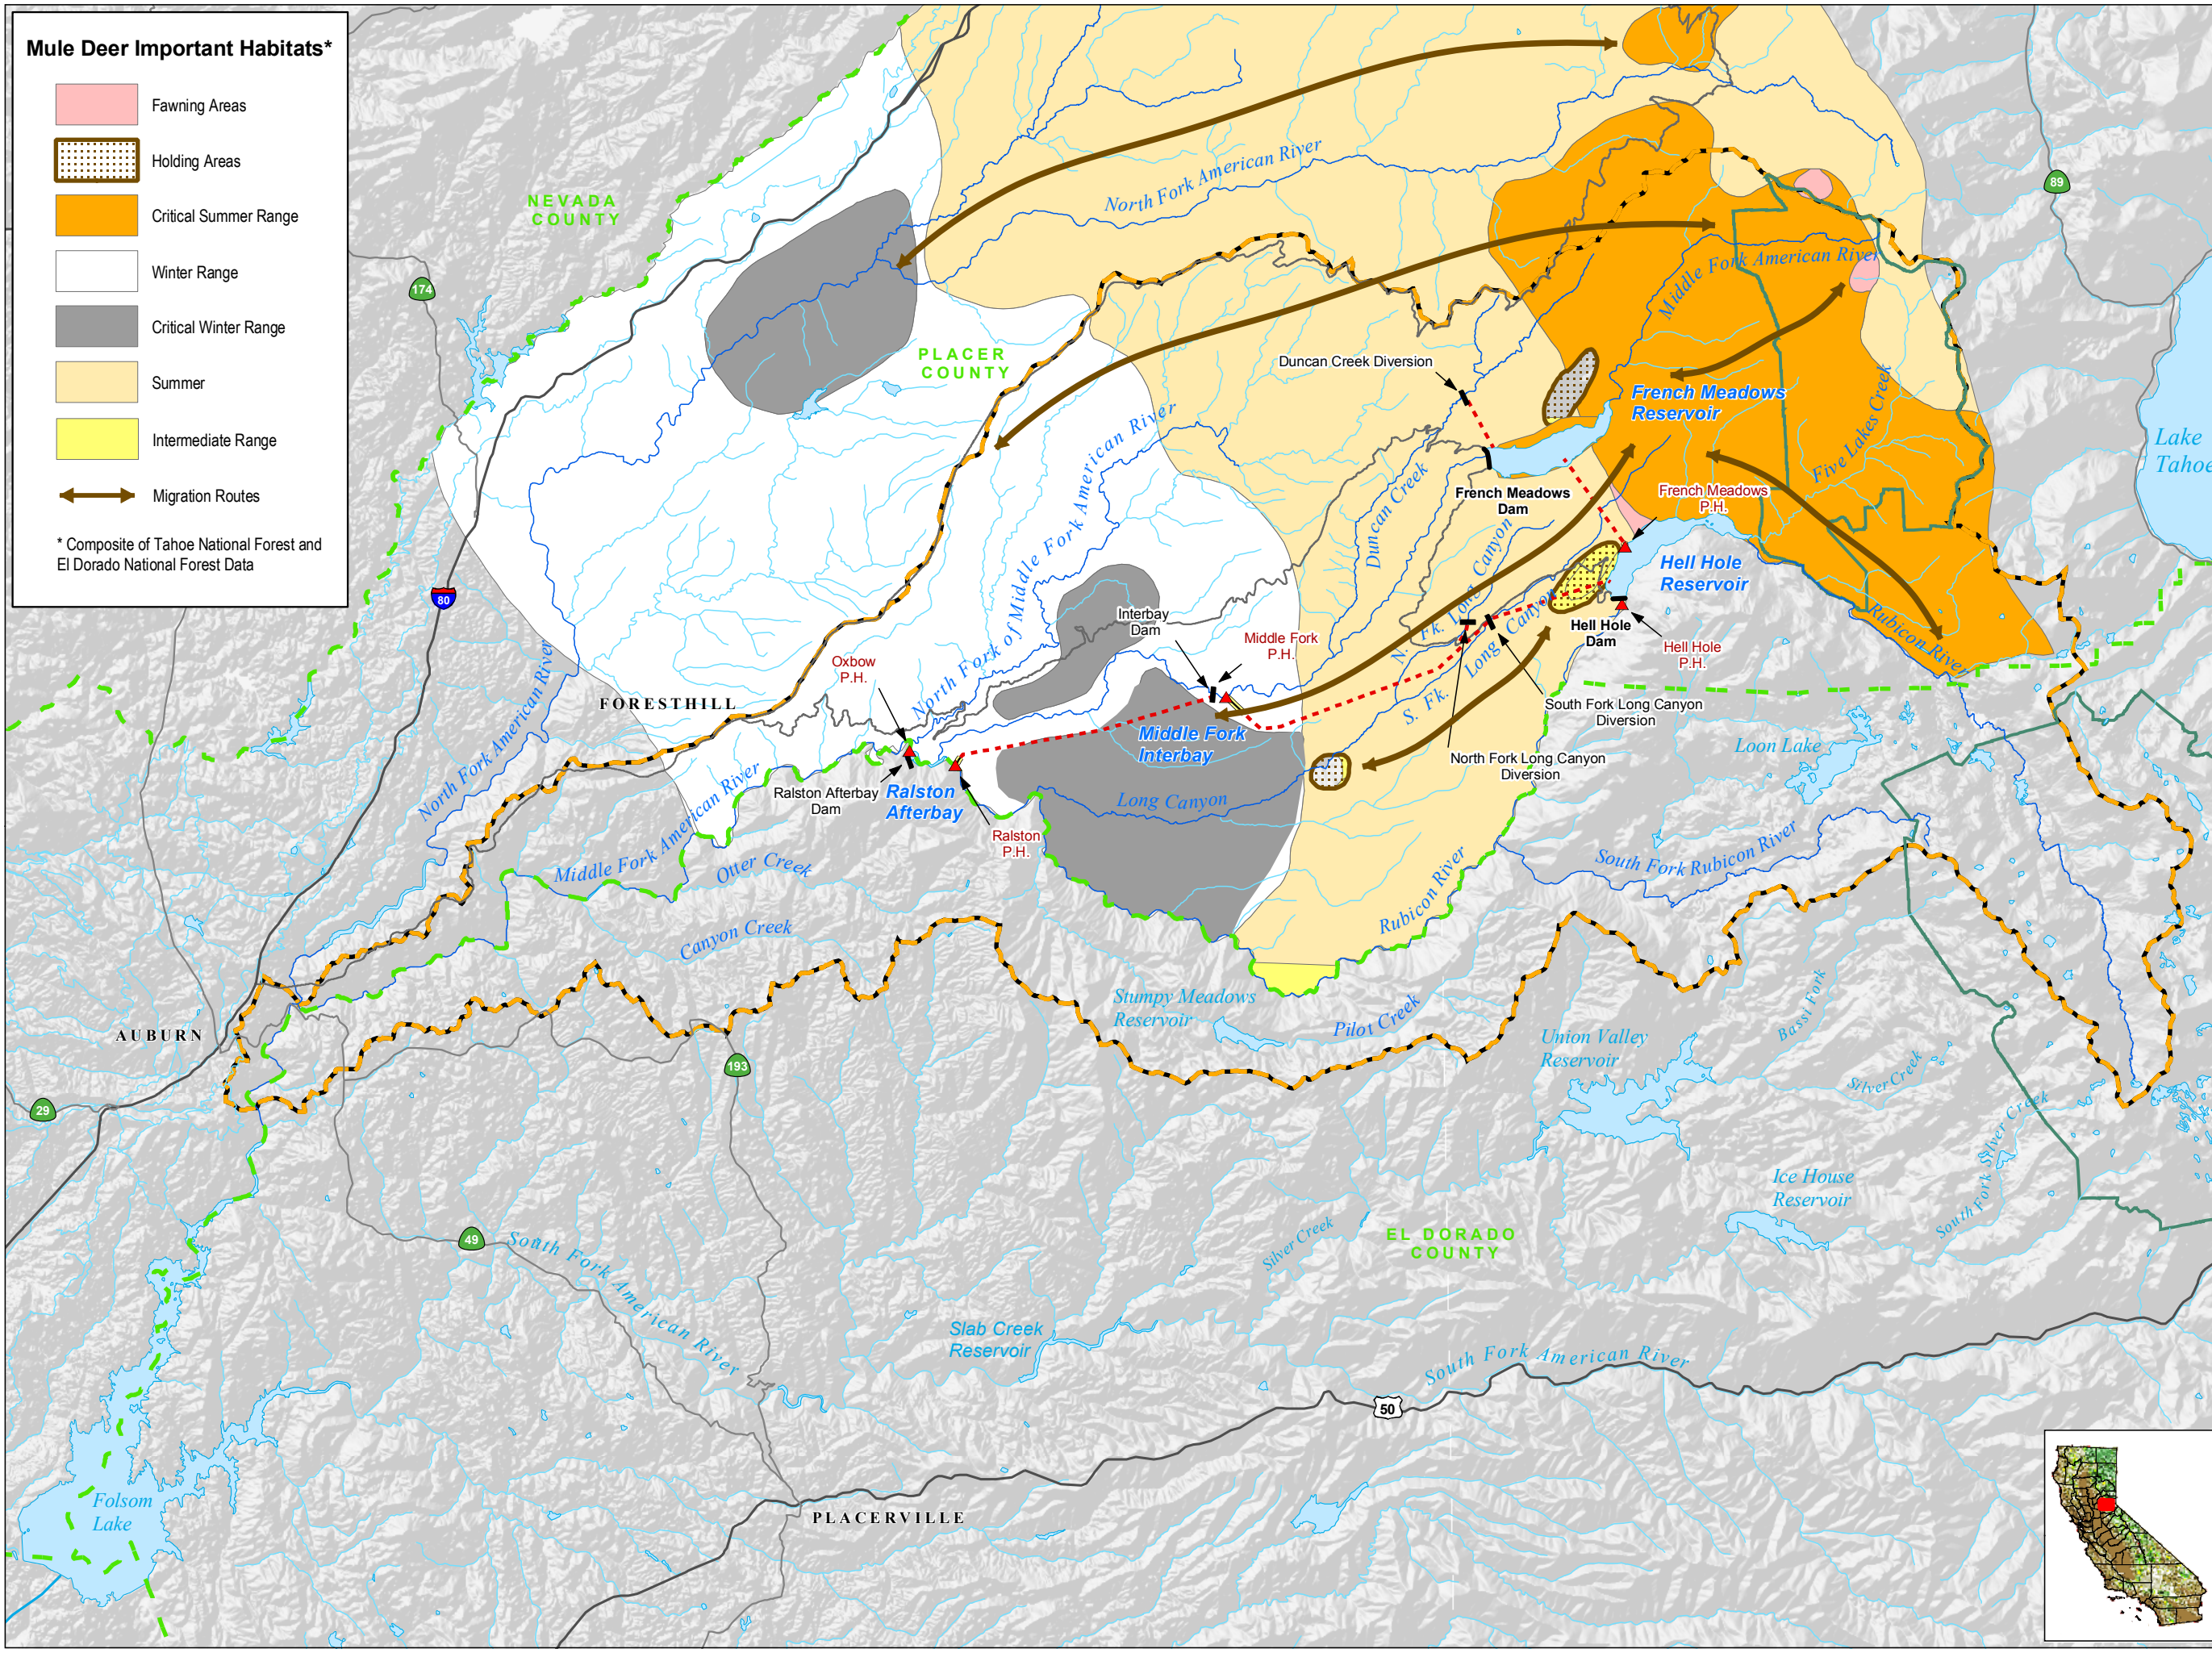 Mule Deer Important Habitats*
Fawning Areas
Holding Areas
Critical Summer Range
Winter Range
Critical Winter Range
Summer
Intermediate Range
Migration Routes
* Composite of Tahoe National Forest and
El Dorado National Forest Data
NEVADA
COUNTY
174
80
89
North Fork American River
PLACER
COUNTY
Middle Fork American River
Duncan Creek Diversion
French Meadows
Reservoir
Five Lakes Creek
Lake
Tahoe
North Fork of Middle Fork American River
Duncan Creek
French Meadows
Dam
French Meadows
P.H.
Hell Hole
Reservoir
N. Fk. Long Canyon
S. Fk. Long Canyon
Hell Hole
Dam
Hell Hole
P.H.
Rubicon River
Interbay
Dam
Middle Fork
P.H.
Oxbow
P.H.
FORESTHILL
North Fork American River
Middle Fork
Interbay
South Fork Long Canyon
Diversion
North Fork Long Canyon
Diversion
Loon Lake
Ralston Afterbay
Dam
Ralston
Afterbay
Ralston
P.H.
Long Canyon
Middle Fork American River
Otter Creek
Canyon Creek
Rubicon River
South Fork Rubicon River
Stumpy Meadows
Reservoir
Pilot Creek
Bassi Fork
Union Valley
Reservoir
Silver Creek
AUBURN
29
193
49
South Fork American River
Silver Creek
EL DORADO
COUNTY
Ice House
Reservoir
South Fork Silver Creek
Slab Creek
Reservoir
South Fork American River
50
Folsom
Lake
PLACERVILLE